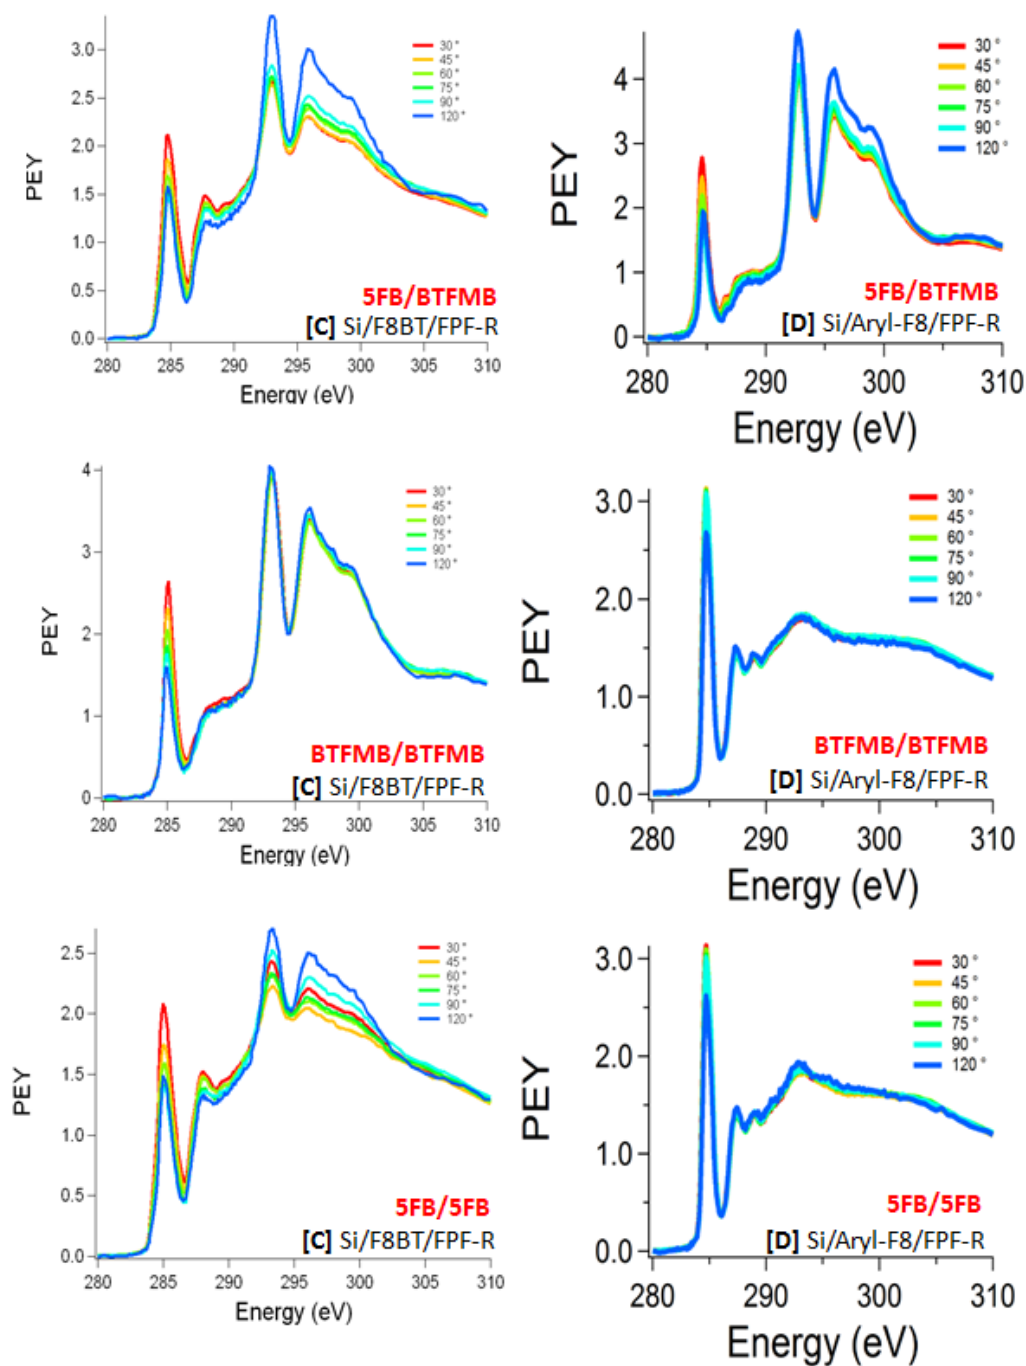 3.0
2.5
2.0
1.5
1.0
0.5
0.0
PEY
30 °
45 °
60 °
75 °
90 °
120 °
5FB/BTFMB
[C] Si/F8BT/FPF-R
280 285 290 295 300 305 310
Energy (eV)
4
3
2
1
0
PEY
30 °
45 °
60 °
75 °
90 °
120 °
5FB/BTFMB
[D] Si/Aryl-F8/FPF-R
280 290 300 310
Energy (eV)
4
3
2
1
0
PEY
30 °
45 °
60 °
75 °
90 °
120 °
BTFMB/BTFMB
[C] Si/F8BT/FPF-R
280 285 290 295 300 305 310
Energy (eV)
3.0
2.0
1.0
0.0
PEY
30 °
45 °
60 °
75 °
90 °
120 °
BTFMB/BTFMB
[D] Si/Aryl-F8/FPF-R
280 290 300 310
Energy (eV)
2.5
2.0
1.5
1.0
0.5
0.0
PEY
30 °
45 °
60 °
75 °
90 °
120 °
5FB/5FB
[C] Si/F8BT/FPF-R
280 285 290 295 300 305 310
Energy (eV)
3.0
2.0
1.0
0.0
PEY
30 °
45 °
60 °
75 °
90 °
120 °
5FB/5FB
[D] Si/Aryl-F8/FPF-R
280 290 300 310
Energy (eV)